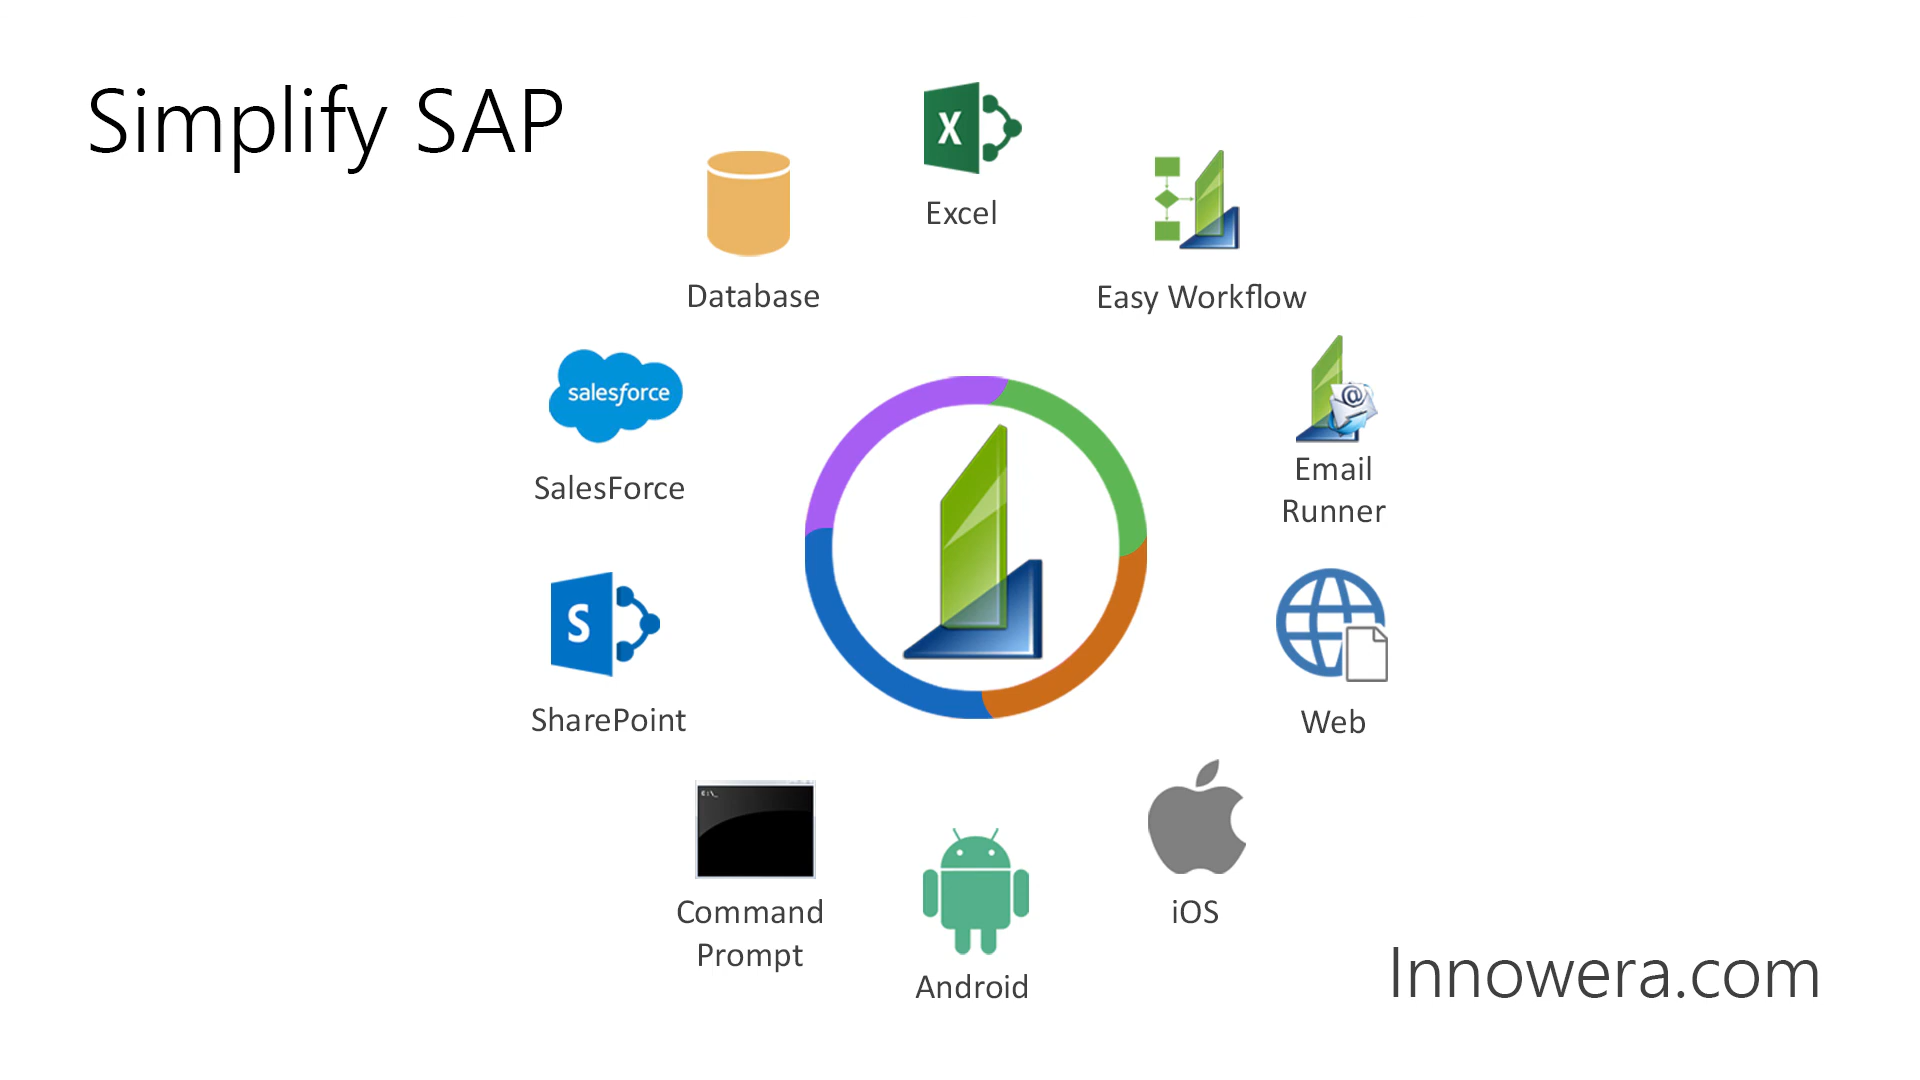 Simplify SAP
X
Excel
Database
Easy Workflow
salesforce
SalesForce
@
Email
Runner
S
SharePoint
Web
C:\_
Command
Prompt
Android
iOS
Innowera.com